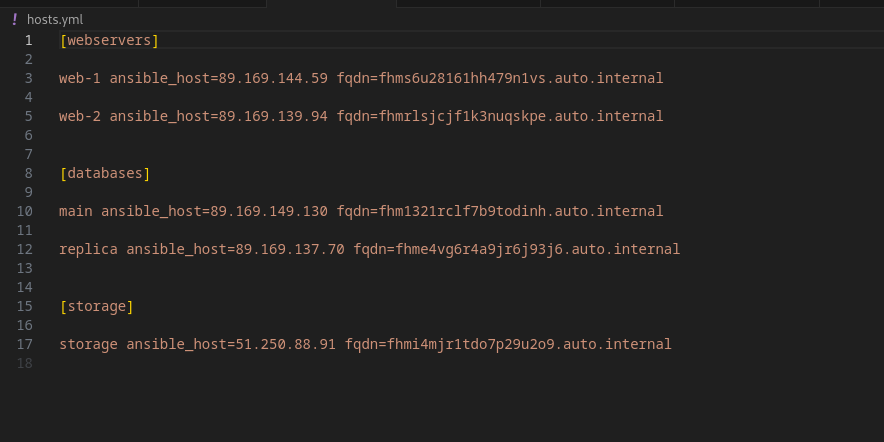 ! hosts.yml
1 [webservers]
2
3 web-1 ansible_host=89.169.144.59 fqdn=fhms6u28161hh479n1vs.auto.internal
4
5 web-2 ansible_host=89.169.139.94 fqdn=fhmrlsjcjf1k3nuqskpe.auto.internal
6
7
8 [databases]
9
10 main ansible_host=89.169.149.130 fqdn=fhm1321rclf7b9todinh.auto.internal
11
12 replica ansible_host=89.169.137.70 fqdn=fhme4vg6r4a9jr6j93j6.auto.internal
13
14
15 [storage]
16
17 storage ansible_host=51.250.88.91 fqdn=fhmi4mjr1tdo7p29u2o9.auto.internal
18